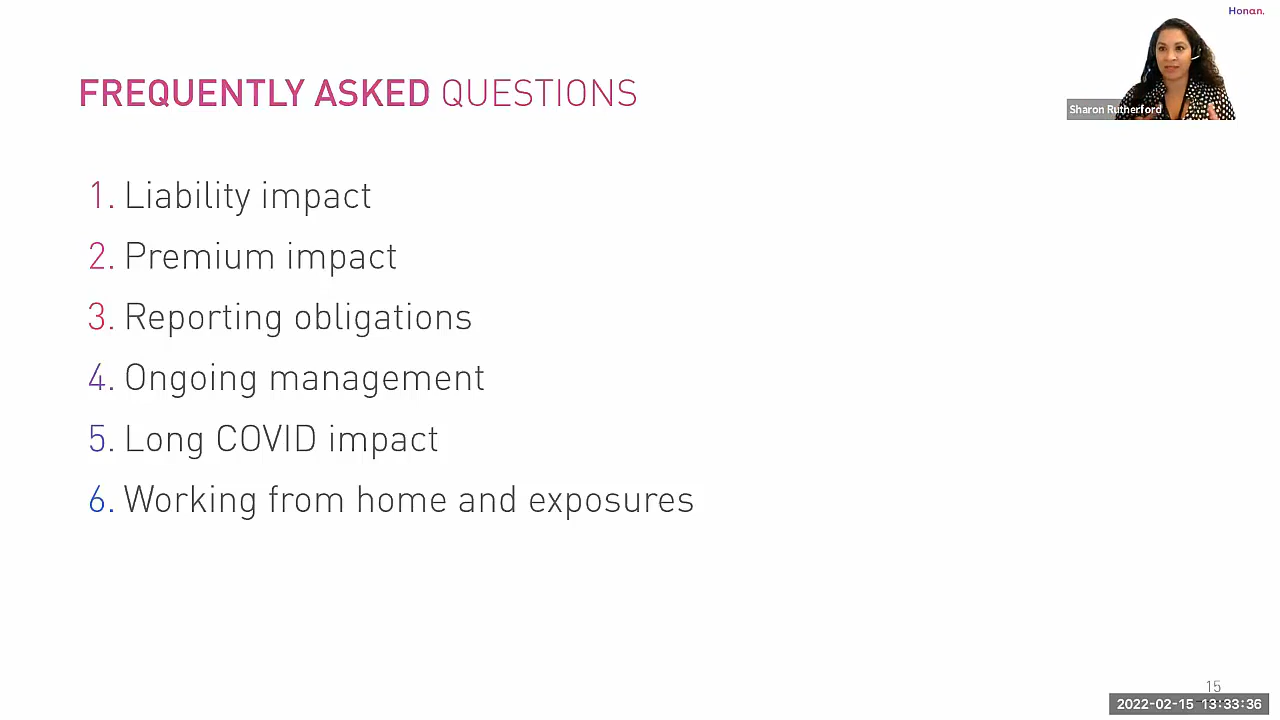 Honan.
FREQUENTLY ASKED QUESTIONS
Sharon Rutherford
1. Liability impact
2. Premium impact
3. Reporting obligations
4. Ongoing management
5. Long COVID impact
6. Working from home and exposures
15
2022-02-15 13:33:36